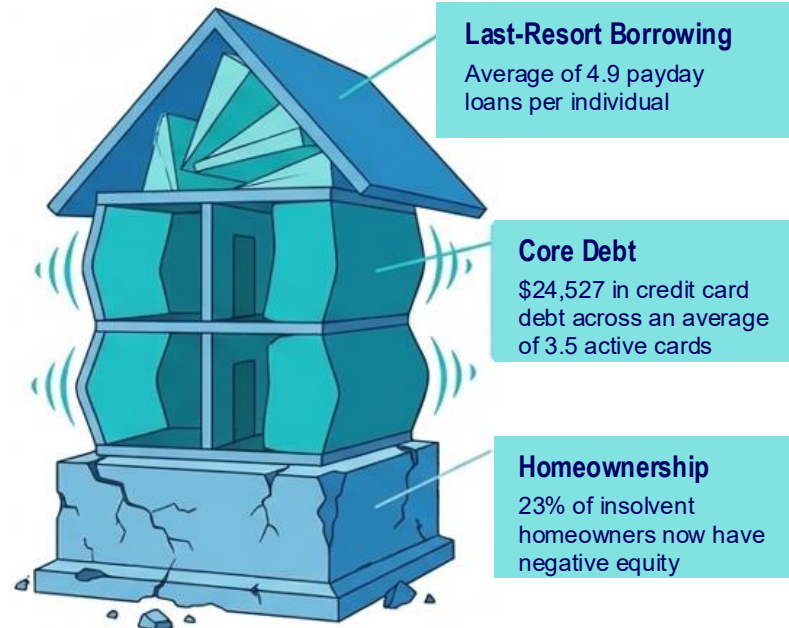 Last-Resort Borrowing
Average of 4.9 payday
loans per individual
Core Debt
$24,527 in credit card
debt across an average
of 3.5 active cards
Homeownership
23% of insolvent
homeowners now have
negative equity